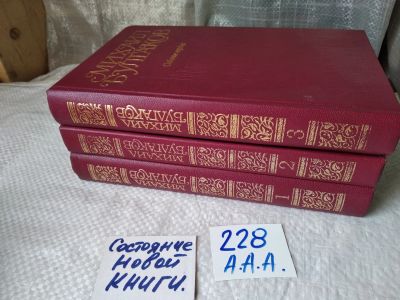 МИХАИЛ
БУЛГАКОВ
МИХАИЛ
БУЛГАКОВ
3
МИХАИЛ
БУЛГАКОВ
2
МИХАИЛ
БУЛГАКОВ
1
Состояние
новой
книги.
228
А.А.А.